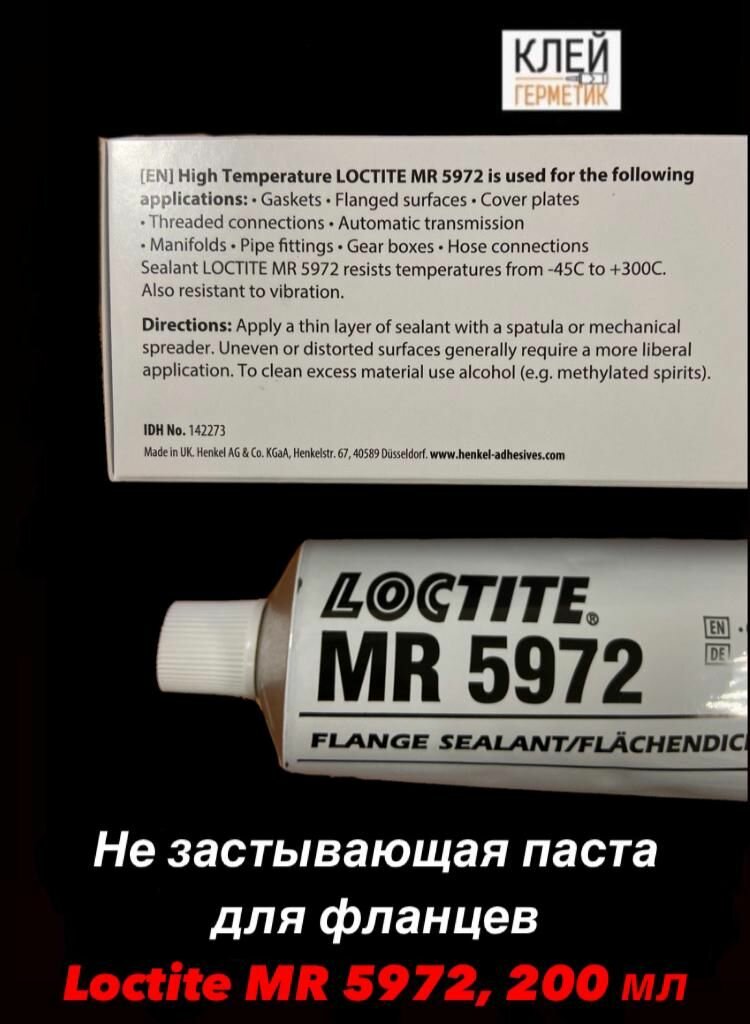 КЛЕЙ
ГЕРМЕТИК
[EN] High Temperature LOCTITE MR 5972 is used for the following
applications: • Gaskets • Flanged surfaces • Cover plates
• Threaded connections • Automatic transmission
• Manifolds • Pipe fittings • Gear boxes • Hose connections
Sealant LOCTITE MR 5972 resists temperatures from -45C to +300C.
Also resistant to vibration.
Directions: Apply a thin layer of sealant with a spatula or mechanical
spreader. Uneven or distorted surfaces generally require a more liberal
application. To clean excess material use alcohol (e.g. methylated spirits).
IDH No. 142273
Made in UK. Henkel AG & Co. KGaA, Henkelstr. 67, 40589 Düsseldorf. www.henkel-adhesives.com
LOCTITE®
MR 5972
EN •
DE
FLANGE SEALANT/FLÄCHENDIC
Не застывающая паста
для фланцев
Loctite MR 5972, 200 мл